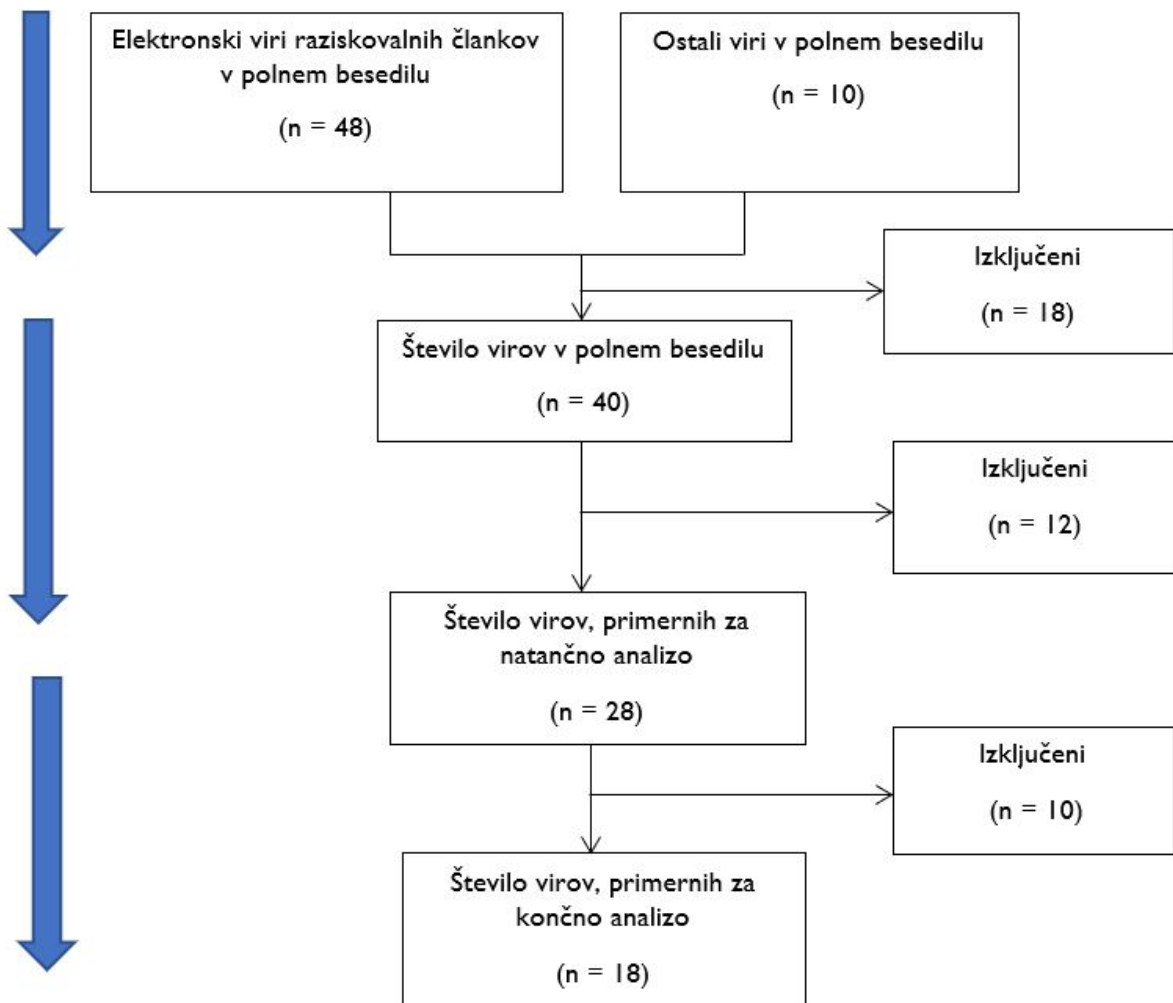 Elektronski viri raziskovalnih člankov
v polnem besedilu
(n = 48)
Ostali viri v polnem besedilu
(n = 10)
Izključeni
(n = 18)
Število virov v polnem besedilu
(n = 40)
Izključeni
(n = 12)
Število virov, primernih za
natančno analizo
(n = 28)
Izključeni
(n = 10)
Število virov, primernih za
končno analizo
(n = 18)